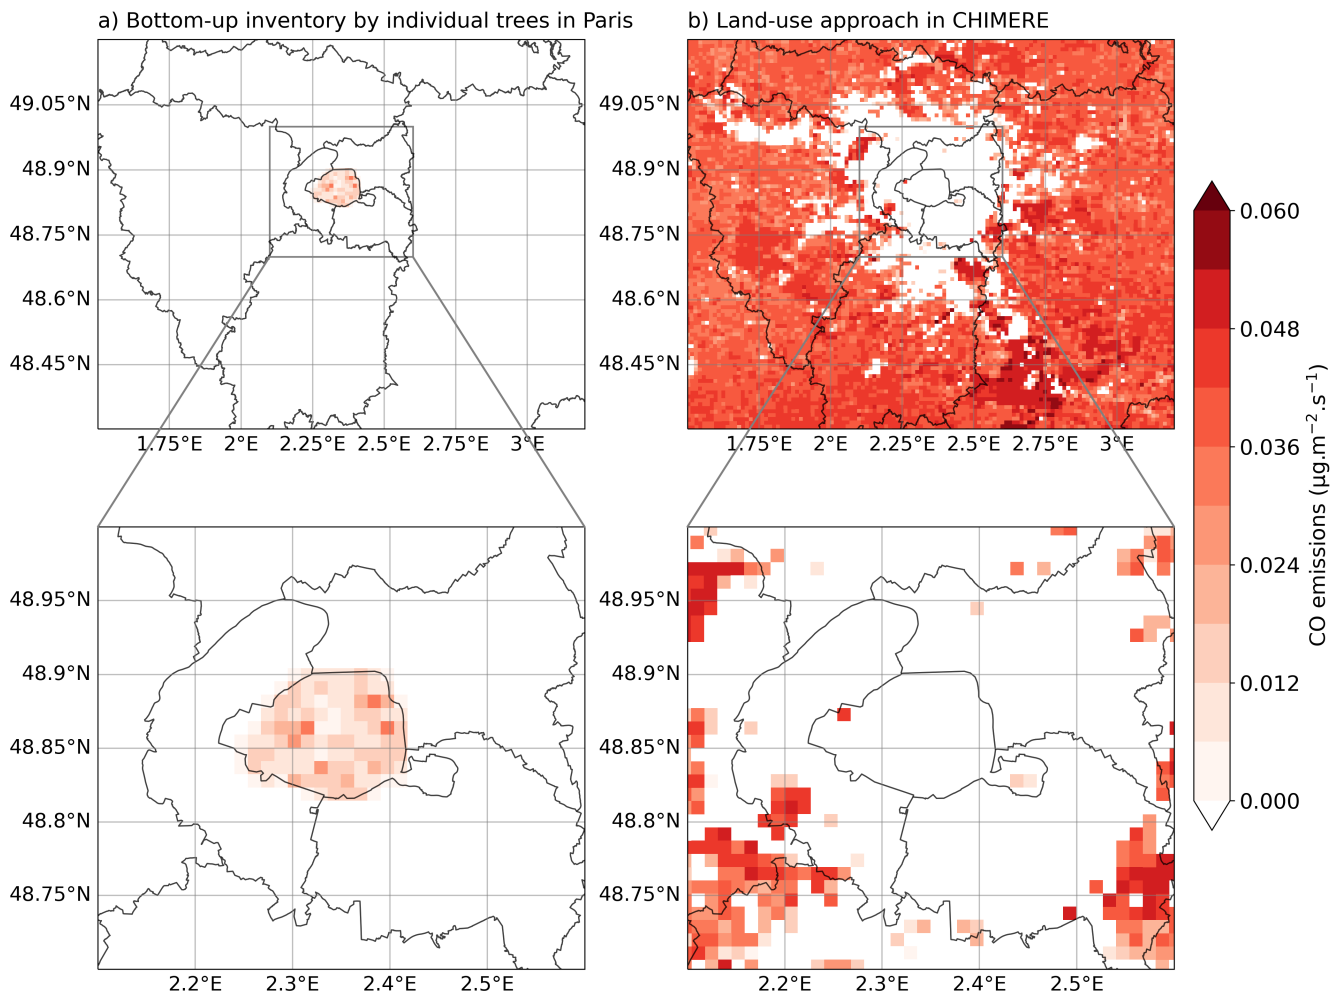 a) Bottom-up inventory by individual trees in Paris
b) Land-use approach in CHIMERE
49.05°N
48.9°N
48.75°N
48.6°N
48.45°N
1.75°E 2°E 2.25°E 2.5°E 2.75°E 3°E
49.05°N
48.9°N
48.75°N
48.6°N
48.45°N
1.75°E 2°E 2.25°E 2.5°E 2.75°E 3°E
48.95°N
48.9°N
48.85°N
48.8°N
48.75°N
2.2°E 2.3°E 2.4°E 2.5°E
48.95°N
48.9°N
48.85°N
48.8°N
48.75°N
2.2°E 2.3°E 2.4°E 2.5°E
0.060
0.048
0.036
0.024
0.012
0.000
CO emissions (μg.m⁻².s⁻¹)